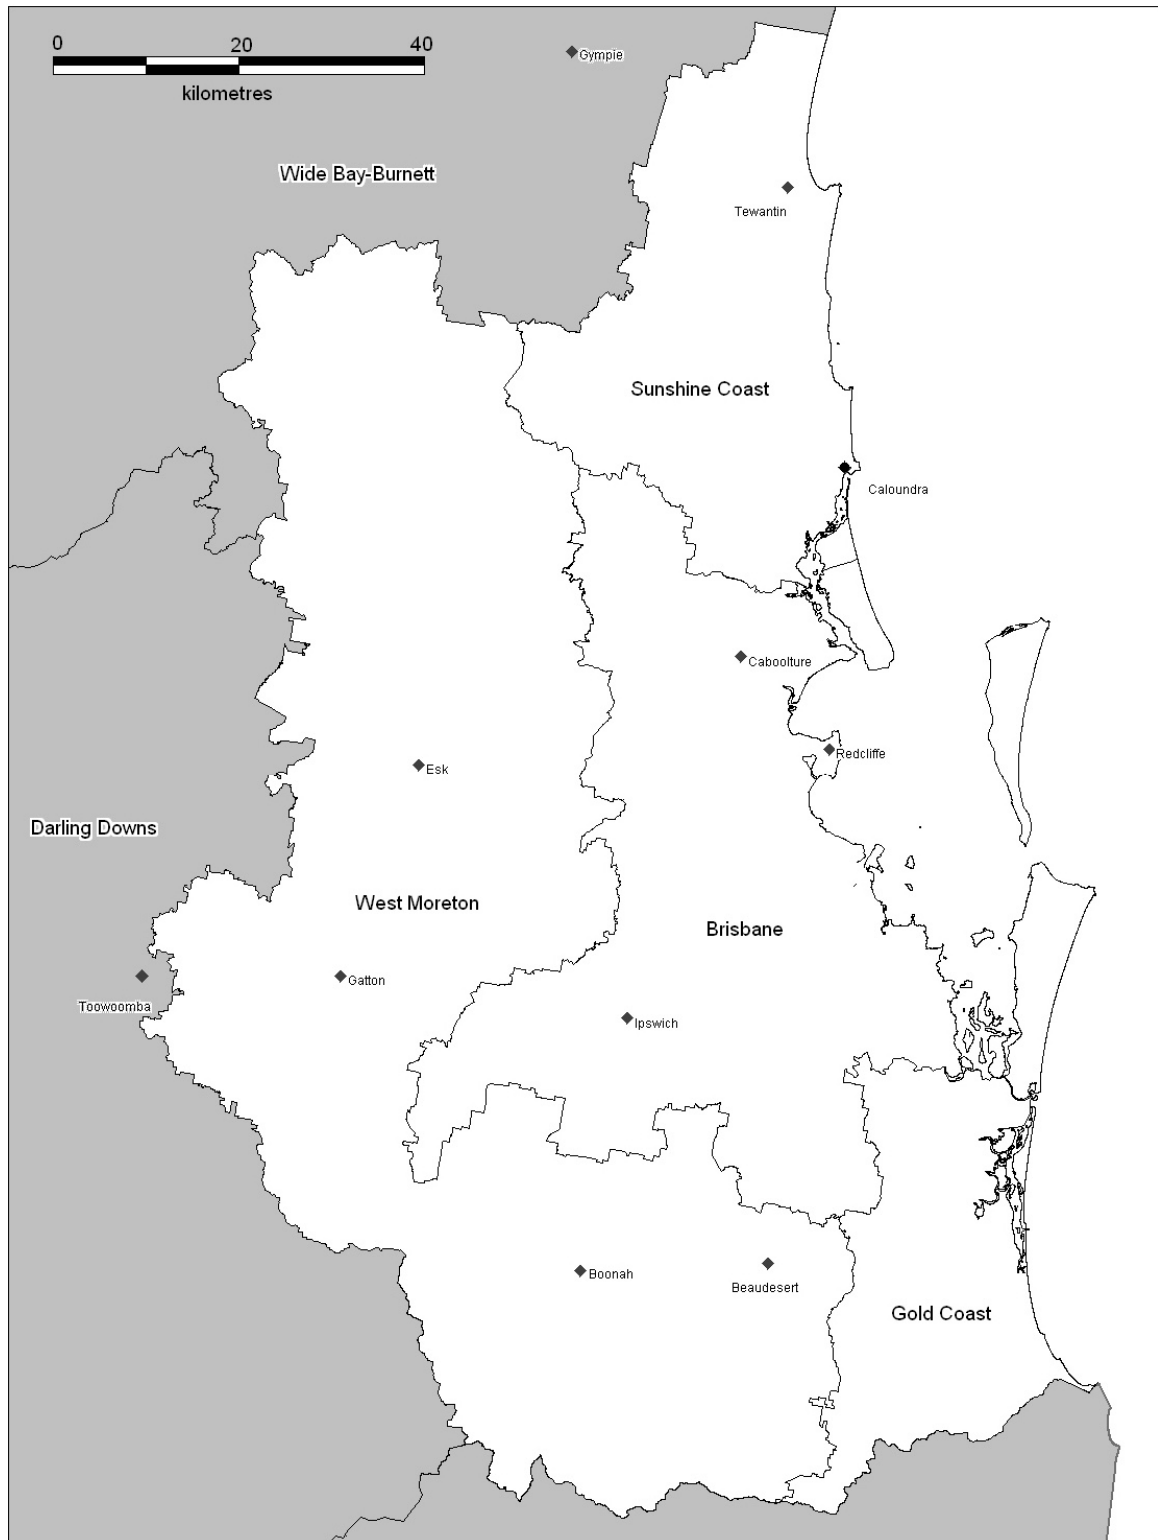 0 20 40
kilometres
Gympie
Wide Bay-Burnett
Tewantin
Sunshine Coast
Caloundra
Caboolture
Redcliffe
Esk
Darling Downs
West Moreton
Brisbane
Gatton
Toowoomba
Ipswich
Boonah
Beaudesert
Gold Coast